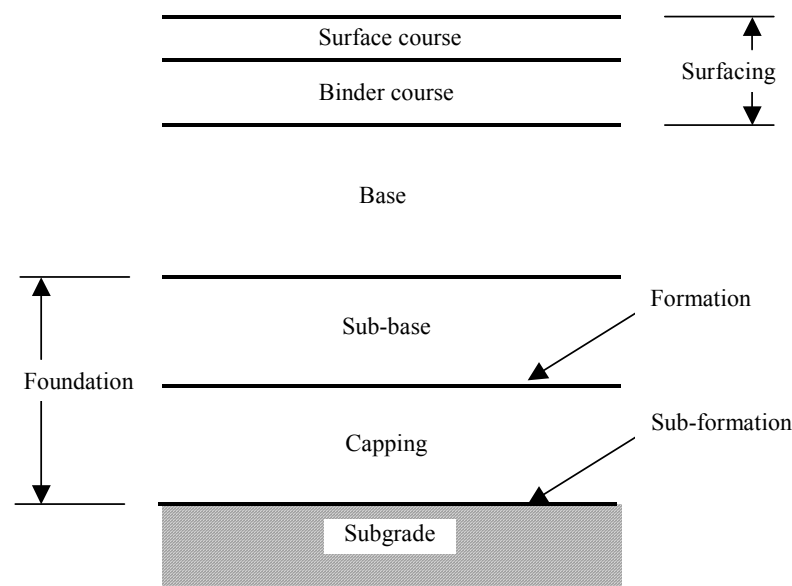 Surface course
Surfacing
Binder course
Base
Formation
Sub-base
Foundation
Sub-formation
Capping
Subgrade